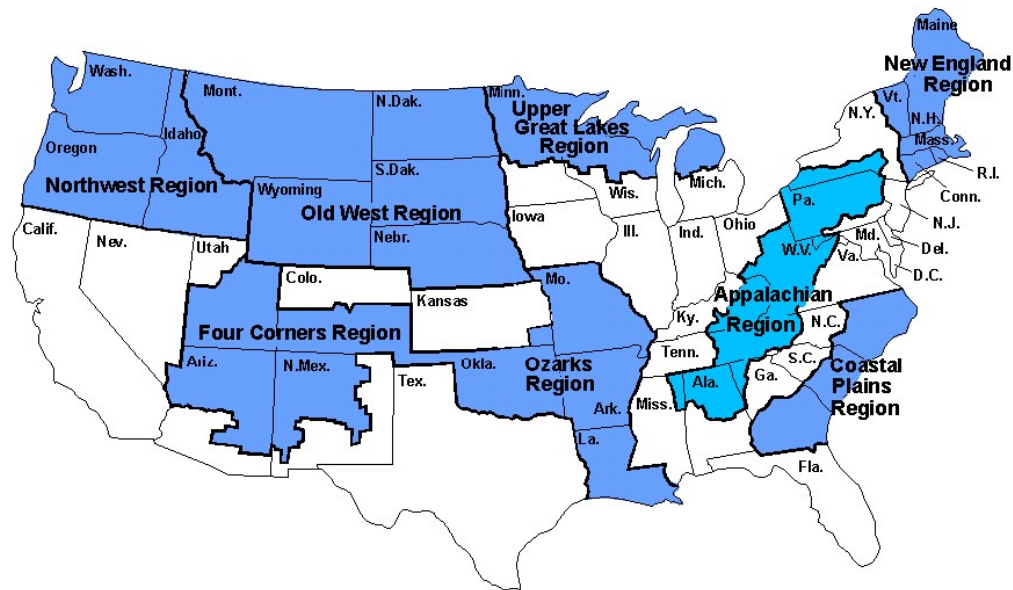 Maine
New England
Region
Wash.
Mont.
N.Dak.
Minn.
Upper
Great Lakes
Region
Vt.
N.Y.
N.H.
Mass.
Idaho
Oregon
Northwest Region
S.Dak.
Wyoming
Old West Region
Wis.
Mich.
R.I.
Conn.
Pa.
Iowa
N.J.
Calif.
Nev.
Utah
Nebr.
Ill.
Ind.
Ohio
W.V.
Md.
Del.
Va.
D.C.
Colo.
Kansas
Mo.
Appalachian
Region
Four Corners Region
Ky.
N.C.
Tenn.
S.C.
Ariz.
N.Mex.
Okla.
Ozarks
Region
Coastal
Plains
Region
Tex.
Ark.
Miss.
Ala.
Ga.
La.
Fla.